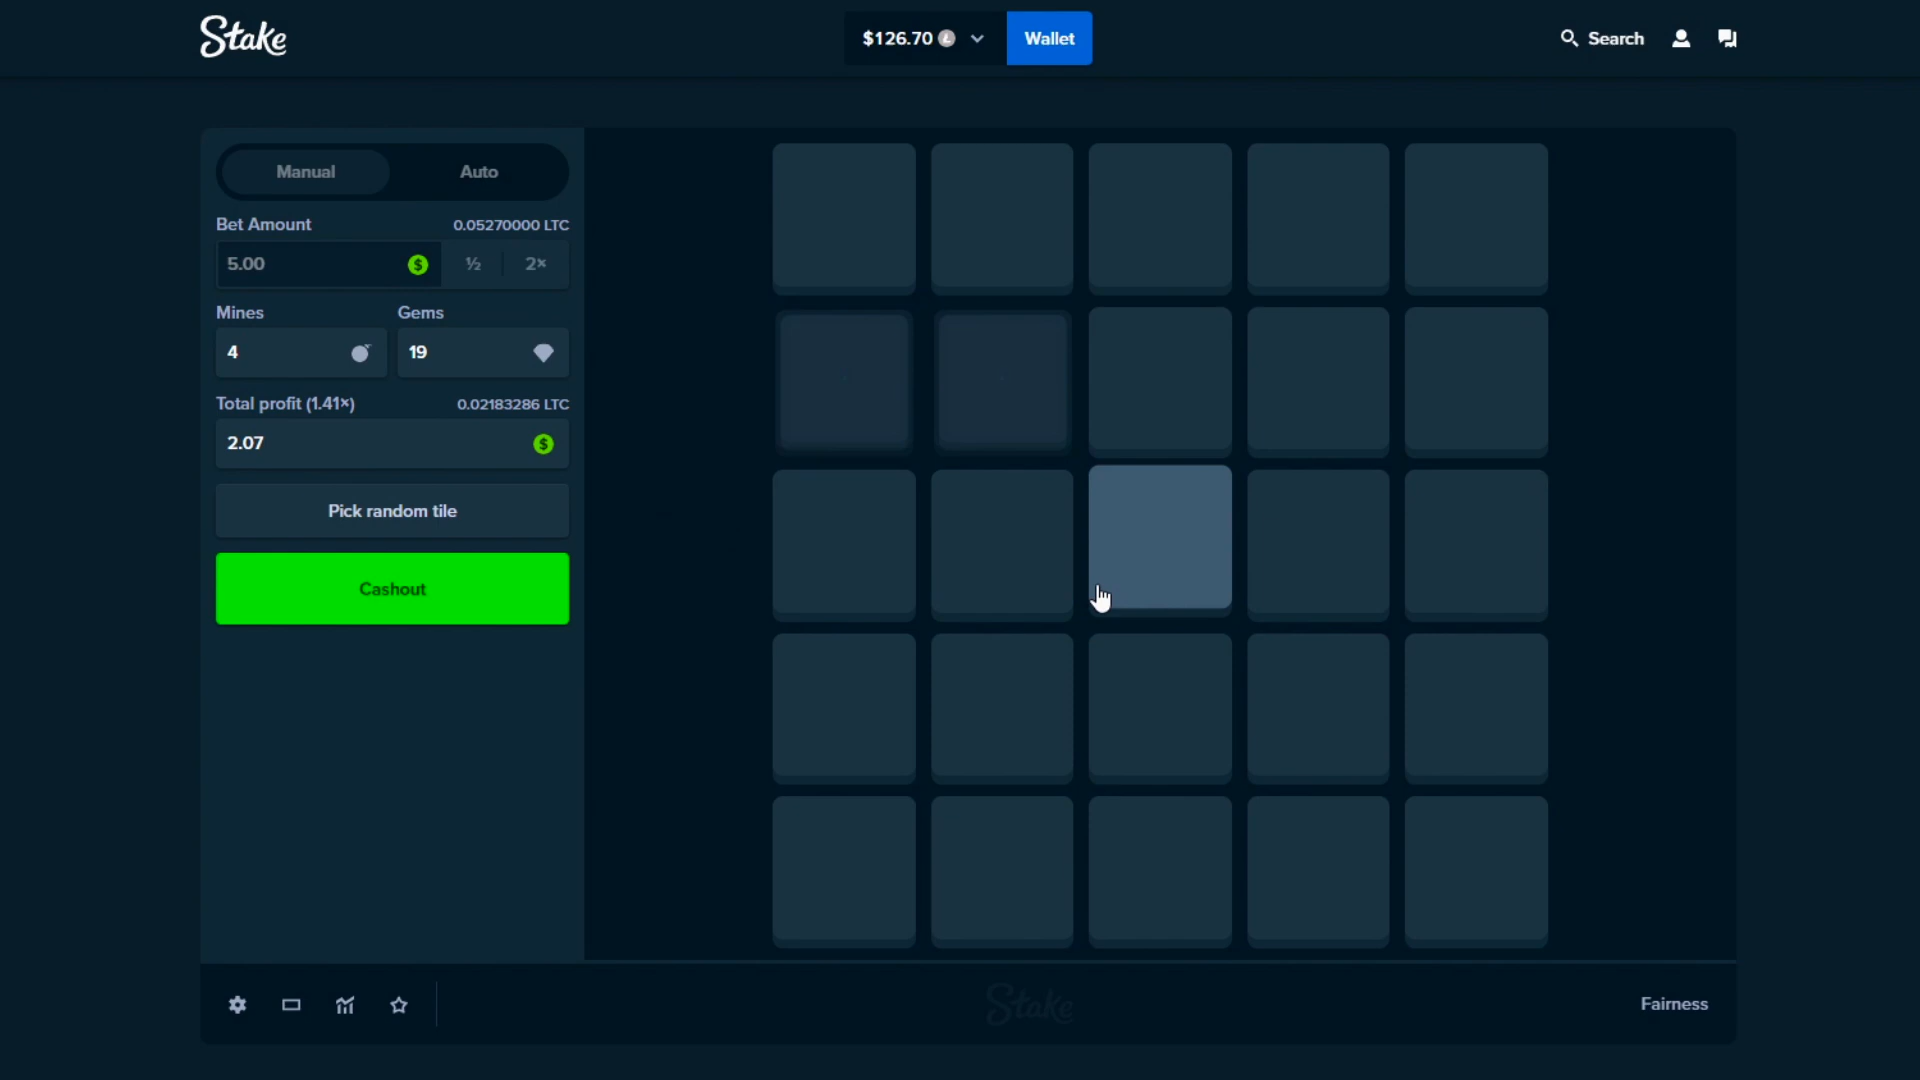 Stake
$126.70
Wallet
Search
Manual
Auto
Bet Amount
0.05270000 LTC
5.00
½
2×
Mines
Gems
4
19
Total profit (1.41×)
0.02183286 LTC
2.07
Pick random tile
Cashout
Stake
Fairness